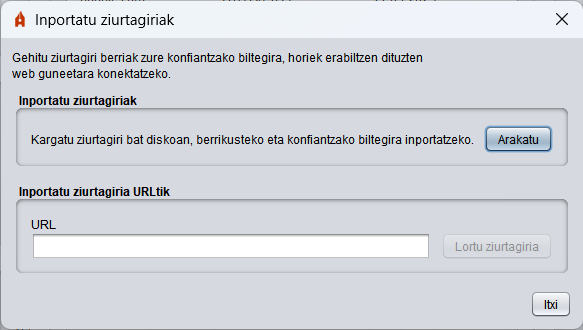 Inportatu ziurtagiriak
Gehitu ziurtagiri berriak zure konfiantzako biltegira, horiek erabiltzen dituzten
web guneetara konektatzeko.
Inportatu ziurtagiriak
Kargatu ziurtagiri bat diskoan, berrikusteko eta konfiantzako biltegira inportatzeko.
Arakatu
Inportatu ziurtagiria URLtik
URL
Lortu ziurtagiria
Itxi